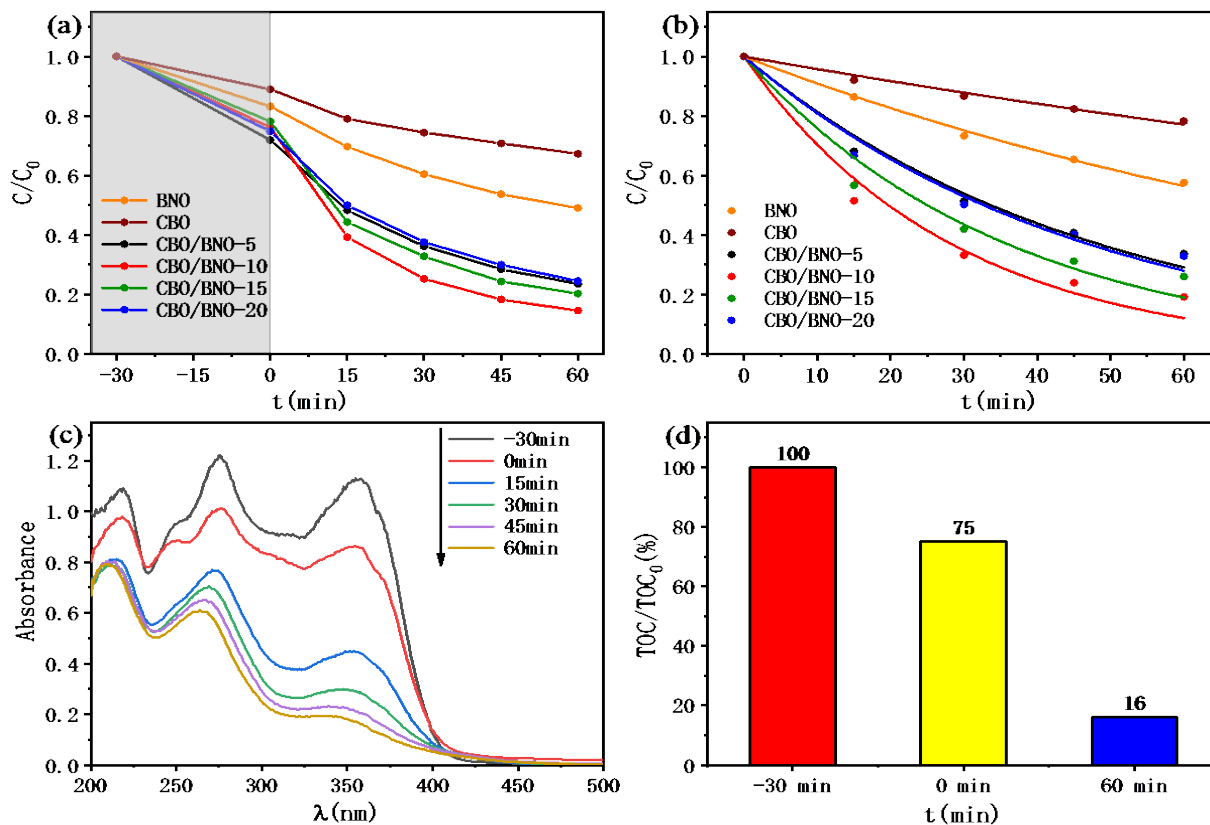 (a)
C/C0
1.0
0.8
0.6
0.4
0.2
0.0
BNO
CBO
CBO/BNO-5
CBO/BNO-10
CBO/BNO-15
CBO/BNO-20
-30 -15 0 15 30 45 60
t(min)
(b)
C/C0
1.0
0.8
0.6
0.4
0.2
0.0
BNO
CBO
CBO/BNO-5
CBO/BNO-10
CBO/BNO-15
CBO/BNO-20
0 10 20 30 40 50 60
t(min)
(c)
Absorbance
1.2
1.0
0.8
0.6
0.4
0.2
0.0
-30min
0min
15min
30min
45min
60min
200 250 300 350 400 450 500
λ(nm)
(d)
TOC/TOC0(%)
100
80
60
40
20
0
100
75
16
-30 min 0 min 60 min
t(min)